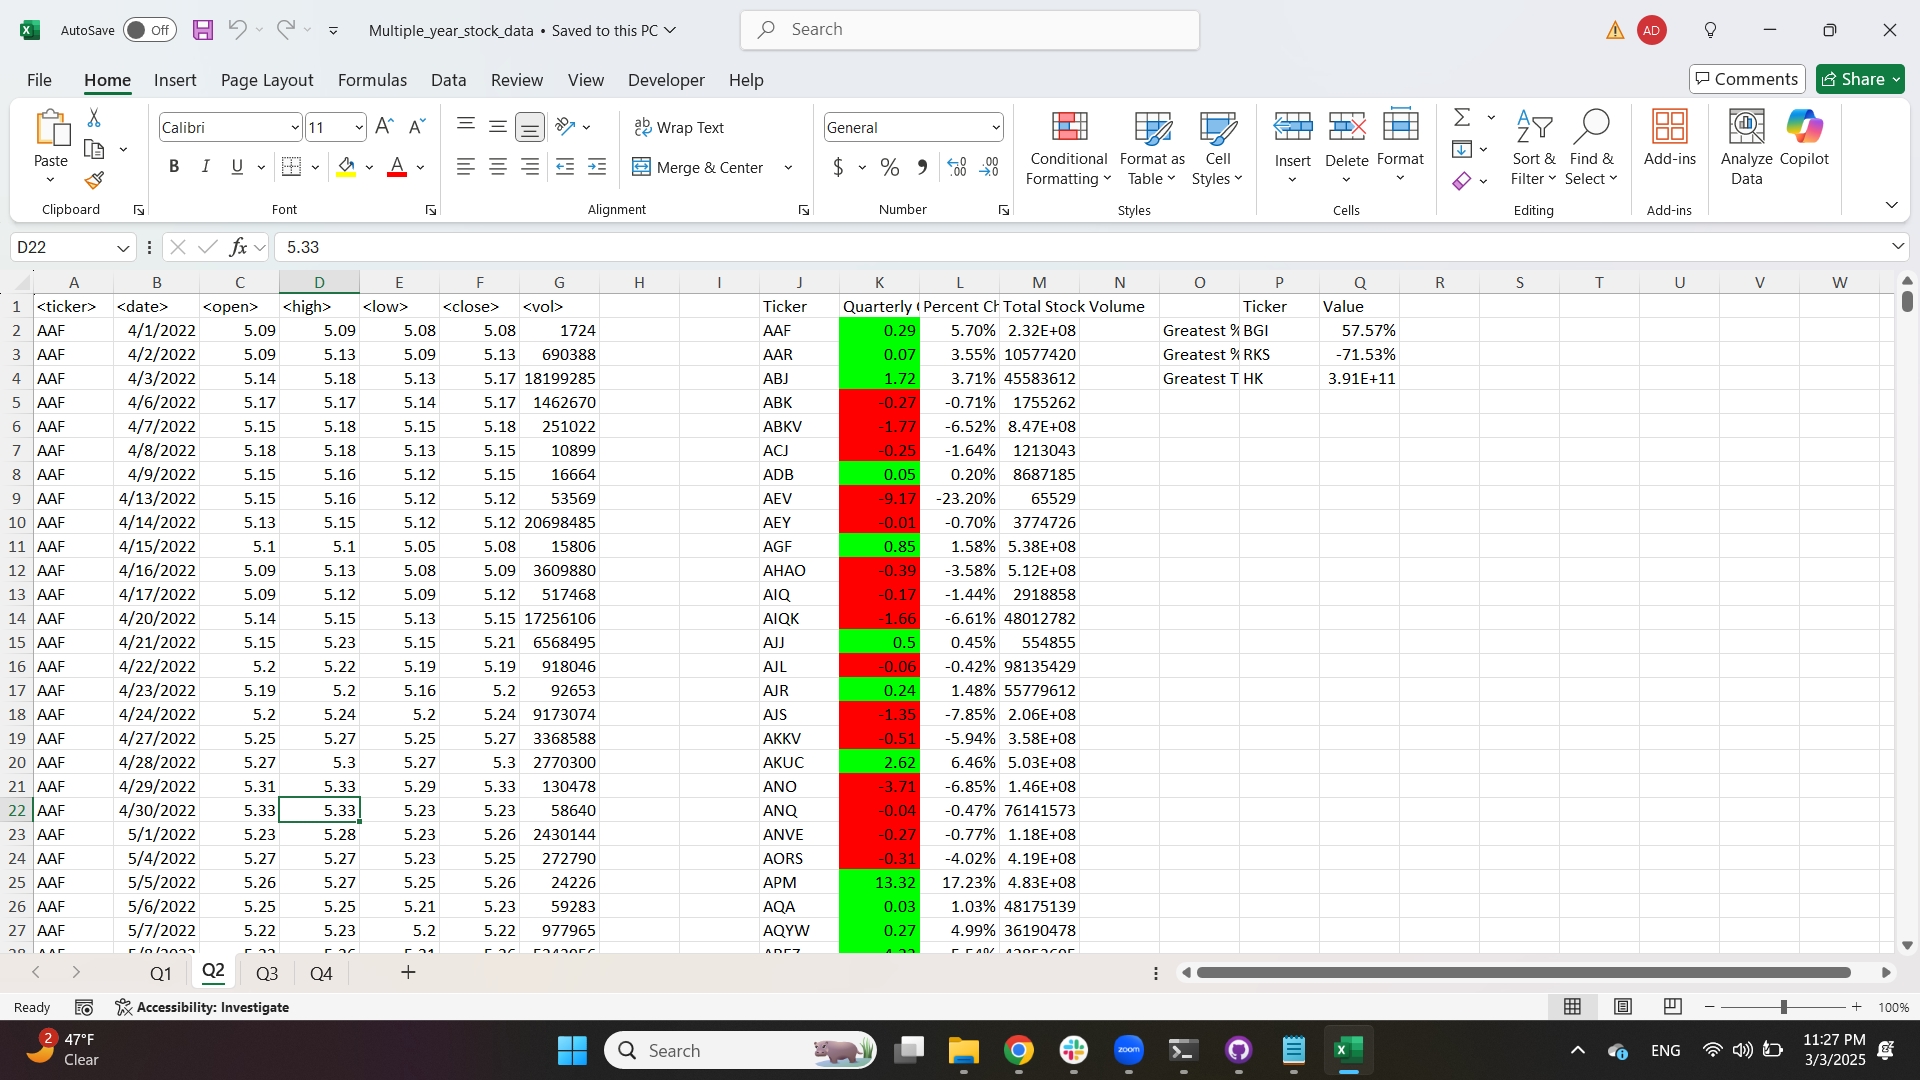 AutoSave Off Multiple_year_stock_data • Saved to this PC Search AD
File Home Insert Page Layout Formulas Data Review View Developer Help Comments Share
Paste Calibri 11 Wrap Text General Conditional Formatting Format as Table Cell Styles Insert Delete Format Sort & Filter Find & Select Add-ins Analyze Data Copilot
B I U A Merge & Center $ %
Clipboard Font Alignment Number Styles Cells Editing Add-ins
D22 fx 5.33
A B C D E F G H I J K L M N O P Q R S T U V W
1 <ticker> <date> <open> <high> <low> <close> <vol> Ticker Quarterly Percent Ch Total Stock Volume Ticker Value
2 AAF 4/1/2022 5.09 5.09 5.08 5.08 1724 AAF 0.29 5.70% 2.32E+08 Greatest % BGI 57.57%
3 AAF 4/2/2022 5.09 5.13 5.09 5.13 690388 AAR 0.07 3.55% 10577420 Greatest % RKS -71.53%
4 AAF 4/3/2022 5.14 5.18 5.13 5.17 18199285 ABJ 1.72 3.71% 45583612 Greatest T HK 3.91E+11
5 AAF 4/6/2022 5.17 5.17 5.14 5.17 1462670 ABK -0.27 -0.71% 1755262
6 AAF 4/7/2022 5.15 5.18 5.15 5.18 251022 ABKV -1.77 -6.52% 8.47E+08
7 AAF 4/8/2022 5.18 5.18 5.13 5.15 10899 ACJ -0.25 -1.64% 1213043
8 AAF 4/9/2022 5.15 5.16 5.12 5.15 16664 ADB 0.05 0.20% 8687185
9 AAF 4/13/2022 5.15 5.16 5.12 5.12 53569 AEV -9.17 -23.20% 65529
10 AAF 4/14/2022 5.13 5.15 5.12 5.12 20698485 AEY -0.01 -0.70% 3774726
11 AAF 4/15/2022 5.1 5.1 5.05 5.08 15806 AGF 0.85 1.58% 5.38E+08
12 AAF 4/16/2022 5.09 5.13 5.08 5.09 3609880 AHAO -0.39 -3.58% 5.12E+08
13 AAF 4/17/2022 5.09 5.12 5.09 5.12 517468 AIQ -0.17 -1.44% 2918858
14 AAF 4/20/2022 5.14 5.15 5.13 5.15 17256106 AIQK -1.66 -6.61% 48012782
15 AAF 4/21/2022 5.15 5.23 5.15 5.21 6568495 AJJ 0.5 0.45% 554855
16 AAF 4/22/2022 5.2 5.22 5.19 5.19 918046 AJL -0.06 -0.42% 98135429
17 AAF 4/23/2022 5.19 5.2 5.16 5.2 92653 AJR 0.24 1.48% 55779612
18 AAF 4/24/2022 5.2 5.24 5.2 5.24 9173074 AJS -1.35 -7.85% 2.06E+08
19 AAF 4/27/2022 5.25 5.27 5.25 5.27 3368588 AKKV -0.51 -5.94% 3.58E+08
20 AAF 4/28/2022 5.27 5.3 5.27 5.3 2770300 AKUC 2.62 6.46% 5.03E+08
21 AAF 4/29/2022 5.31 5.33 5.29 5.33 130478 ANO -3.71 -6.85% 1.46E+08
22 AAF 4/30/2022 5.33 5.33 5.23 5.23 58640 ANQ -0.04 -0.47% 76141573
23 AAF 5/1/2022 5.23 5.28 5.23 5.26 2430144 ANVE -0.27 -0.77% 1.18E+08
24 AAF 5/4/2022 5.27 5.27 5.23 5.25 272790 AORS -0.31 -4.02% 4.19E+08
25 AAF 5/5/2022 5.26 5.27 5.25 5.26 24226 APM 13.32 17.23% 4.83E+08
26 AAF 5/6/2022 5.25 5.25 5.21 5.23 59283 AQA 0.03 1.03% 48175139
27 AAF 5/7/2022 5.22 5.23 5.2 5.22 977965 AQYW 0.27 4.99% 36190478
Q1 Q2 Q3 Q4
Ready Accessibility: Investigate 100%
2 47°F Clear Search zoom ENG 11:27 PM
3/3/2025